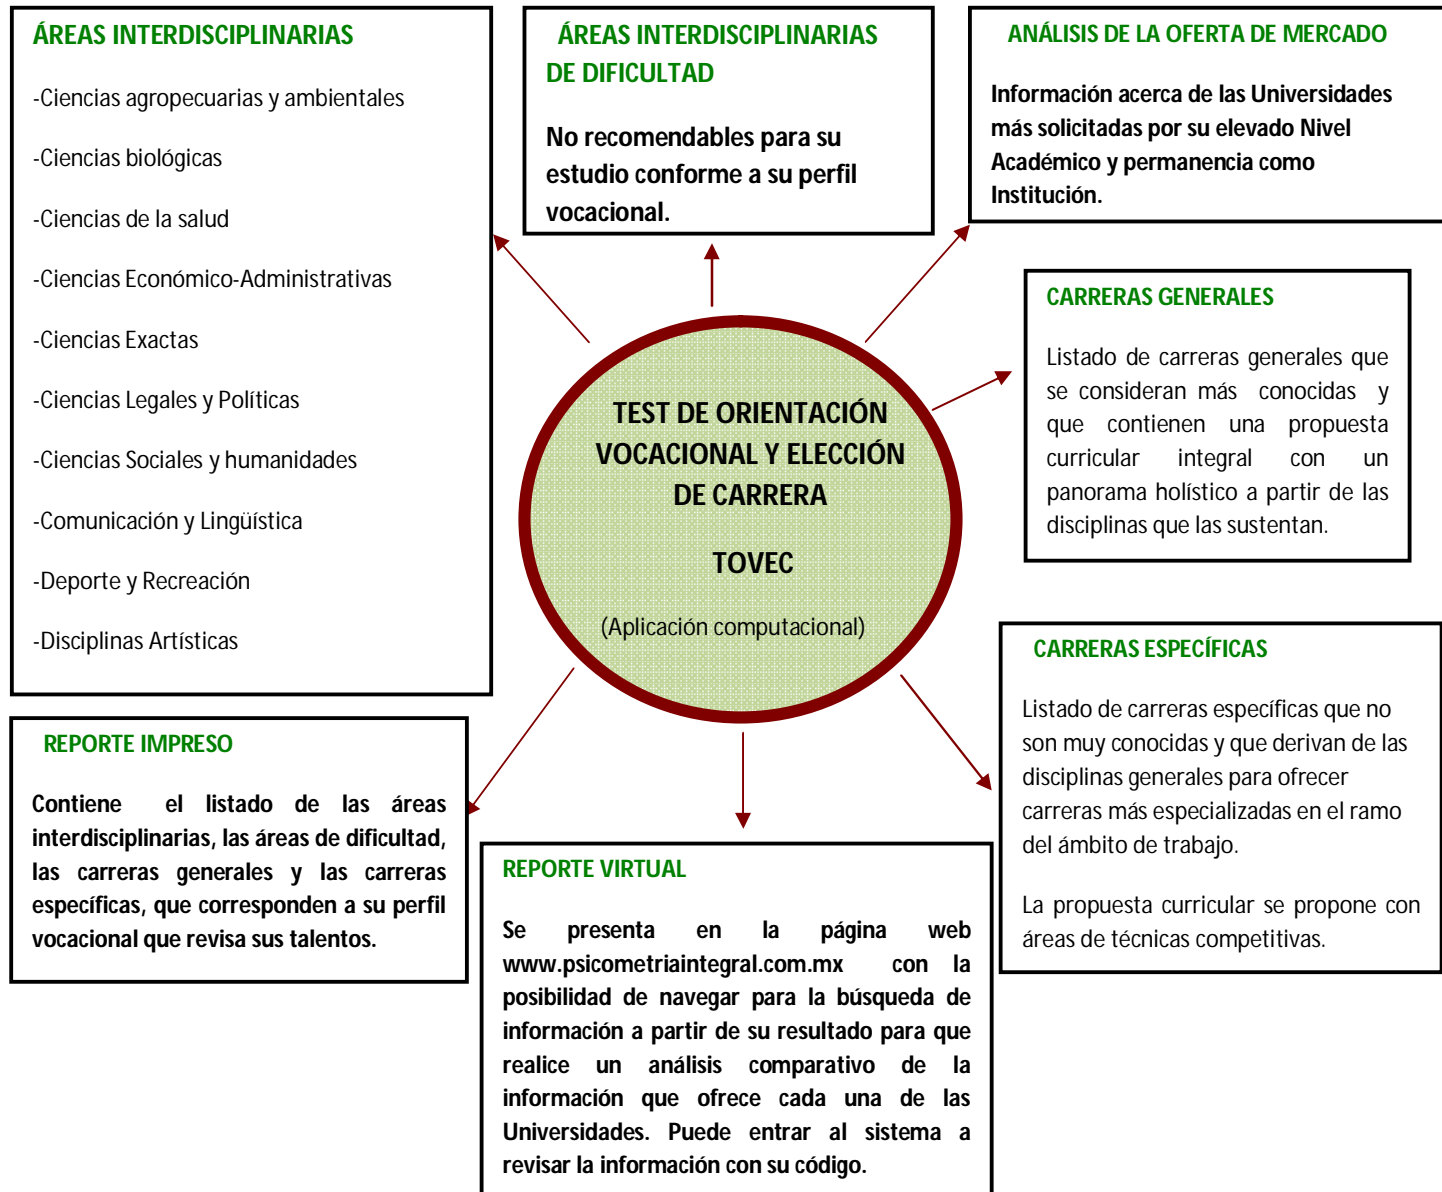 ÁREAS INTERDISCIPLINARIAS
-Ciencias agropecuarias y ambientales
-Ciencias biológicas
-Ciencias de la salud
-Ciencias Económico-Administrativas
-Ciencias Exactas
-Ciencias Legales y Políticas
-Ciencias Sociales y humanidades
-Comunicación y Lingüística
-Deporte y Recreación
-Disciplinas Artísticas
ÁREAS INTERDISCIPLINARIAS
DE DIFICULTAD
No recomendables para su
estudio conforme a su perfil
vocacional.
ANÁLISIS DE LA OFERTA DE MERCADO
Información acerca de las Universidades
más solicitadas por su elevado Nivel
Académico y permanencia como
Institución.
CARRERAS GENERALES
Listado de carreras generales que
se consideran más conocidas y
que contienen una propuesta
curricular integral con un
panorama holístico a partir de las
disciplinas que las sustentan.
TEST DE ORIENTACIÓN
VOCACIONAL Y ELECCIÓN
DE CARRERA
TOVEC
(Aplicación computacional)
CARRERAS ESPECÍFICAS
Listado de carreras específicas que no
son muy conocidas y que derivan de las
disciplinas generales para ofrecer
carreras más especializadas en el ramo
del ámbito de trabajo.
La propuesta curricular se propone con
áreas de técnicas competitivas.
REPORTE IMPRESO
Contiene el listado de las áreas
interdisciplinarias, las áreas de dificultad,
las carreras generales y las carreras
específicas, que corresponden a su perfil
vocacional que revisa sus talentos.
REPORTE VIRTUAL
Se presenta en la página web
www.psicometriaintegral.com.mx con la
posibilidad de navegar para la búsqueda de
información a partir de su resultado para que
realice un análisis comparativo de la
información que ofrece cada una de las
Universidades. Puede entrar al sistema a
revisar la información con su código.